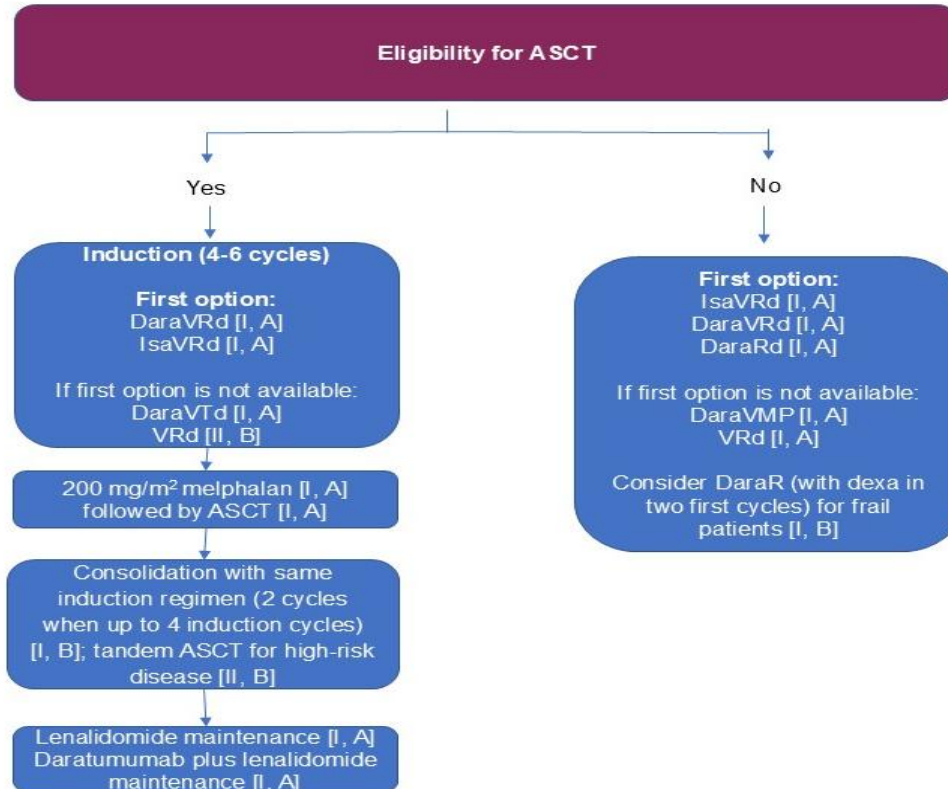 Eligibility for ASCT
Yes
No
Induction (4-6 cycles)
First option:
DaraVRd [I, A]
IsaVRd [I, A]
If first option is not available:
DaraVTd [I, A]
VRd [II, B]
200 mg/m² melphalan [I, A]
followed by ASCT [I, A]
Consolidation with same
induction regimen (2 cycles
when up to 4 induction cycles)
[I, B]; tandem ASCT for high-risk
disease [II, B]
Lenalidomide maintenance [I, A]
Daratumumab plus lenalidomide
maintenance [I, A]
First option:
IsaVRd [I, A]
DaraVRd [I, A]
DaraRd [I, A]
If first option is not available:
DaraVMP [I, A]
VRd [I, A]
Consider DaraR (with dexa in
two first cycles) for frail
patients [I, B]